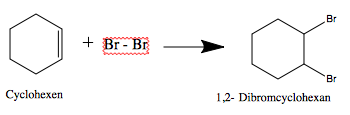 Br
+ Br - Br
Br
Cyclohexen
1,2- Dibromcyclohexan